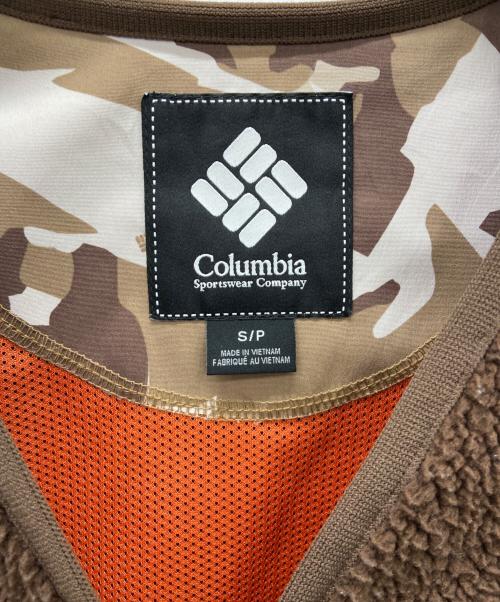 Columbia
Sportswear Company
S/P
MADE IN VIETNAM
FABRIQUÉ AU VIETNAM